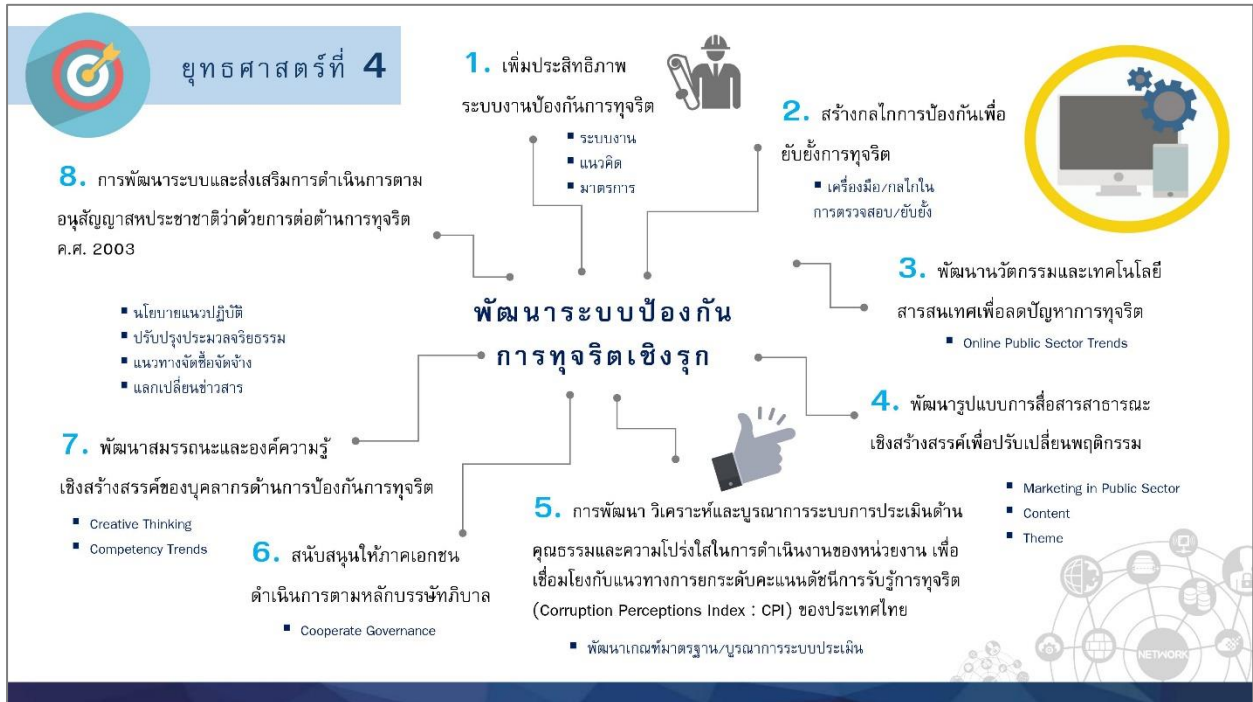 ยุทธศาสตร์ที่ 4
1. เพิ่มประสิทธิภาพ
ระบบงานป้องกันการทุจริต
▪ ระบบงาน
▪ แนวคิด
▪ มาตรการ
2. สร้างกลไกการป้องกันเพื่อ
ยับยั้งการทุจริต
▪ เครื่องมือ/กลไกใน
การตรวจสอบ/ยับยั้ง
3. พัฒนานวัตกรรมและเทคโนโลยี
สารสนเทศเพื่อลดปัญหาการทุจริต
▪ Online Public Sector Trends
4. พัฒนารูปแบบการสื่อสารสาธารณะ
เชิงสร้างสรรค์เพื่อปรับเปลี่ยนพฤติกรรม
▪ Marketing in Public Sector
▪ Content
▪ Theme
5. การพัฒนา วิเคราะห์และบูรณาการระบบการประเมินด้าน
คุณธรรมและความโปร่งใสในการดำเนินงานของหน่วยงาน เพื่อ
เชื่อมโยงกับแนวทางการยกระดับคะแนนดัชนีการรับรู้การทุจริต
(Corruption Perceptions Index : CPI) ของประเทศไทย
▪ พัฒนาเกณฑ์มาตรฐาน/บูรณาการระบบประเมิน
6. สนับสนุนให้ภาคเอกชน
ดำเนินการตามหลักบรรษัทภิบาล
▪ Cooperate Governance
7. พัฒนาสมรรถนะและองค์ความรู้
เชิงสร้างสรรค์ของบุคลากรด้านการป้องกันการทุจริต
▪ Creative Thinking
▪ Competency Trends
8. การพัฒนาระบบและส่งเสริมการดำเนินการตาม
อนุสัญญาสหประชาชาติว่าด้วยการต่อต้านการทุจริต
ค.ศ. 2003
▪ นโยบายแนวปฏิบัติ
▪ ปรับปรุงประมวลจริยธรรม
▪ แนวทางจัดซื้อจัดจ้าง
▪ แลกเปลี่ยนข่าวสาร
พัฒนาระบบป้องกัน
การทุจริตเชิงรุก
NETWORK